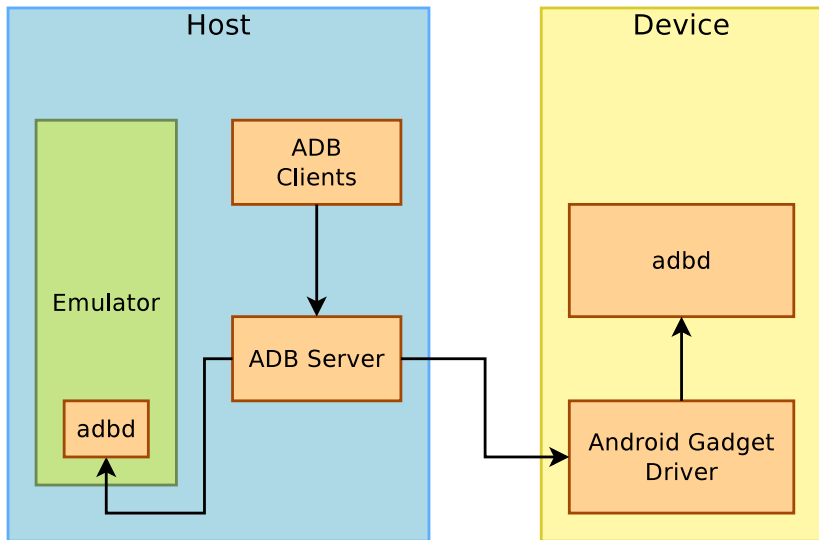 Host
Device
ADB
Clients
Emulator
ADB Server
adbd
adbd
Android Gadget
Driver